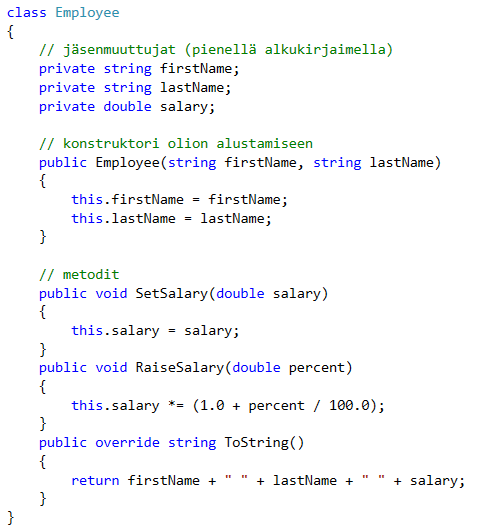 class Employee
{
    // jäsenmuuttujat (pienellä alkukirjaimella)
    private string firstName;
    private string lastName;
    private double salary;

    // konstruktori olion alustamiseen
    public Employee(string firstName, string lastName)
    {
        this.firstName = firstName;
        this.lastName = lastName;
    }

    // metodit
    public void SetSalary(double salary)
    {
        this.salary = salary;
    }
    public void RaiseSalary(double percent)
    {
        this.salary *= (1.0 + percent / 100.0);
    }
    public override string ToString()
    {
        return firstName + " " + lastName + " " + salary;
    }
}